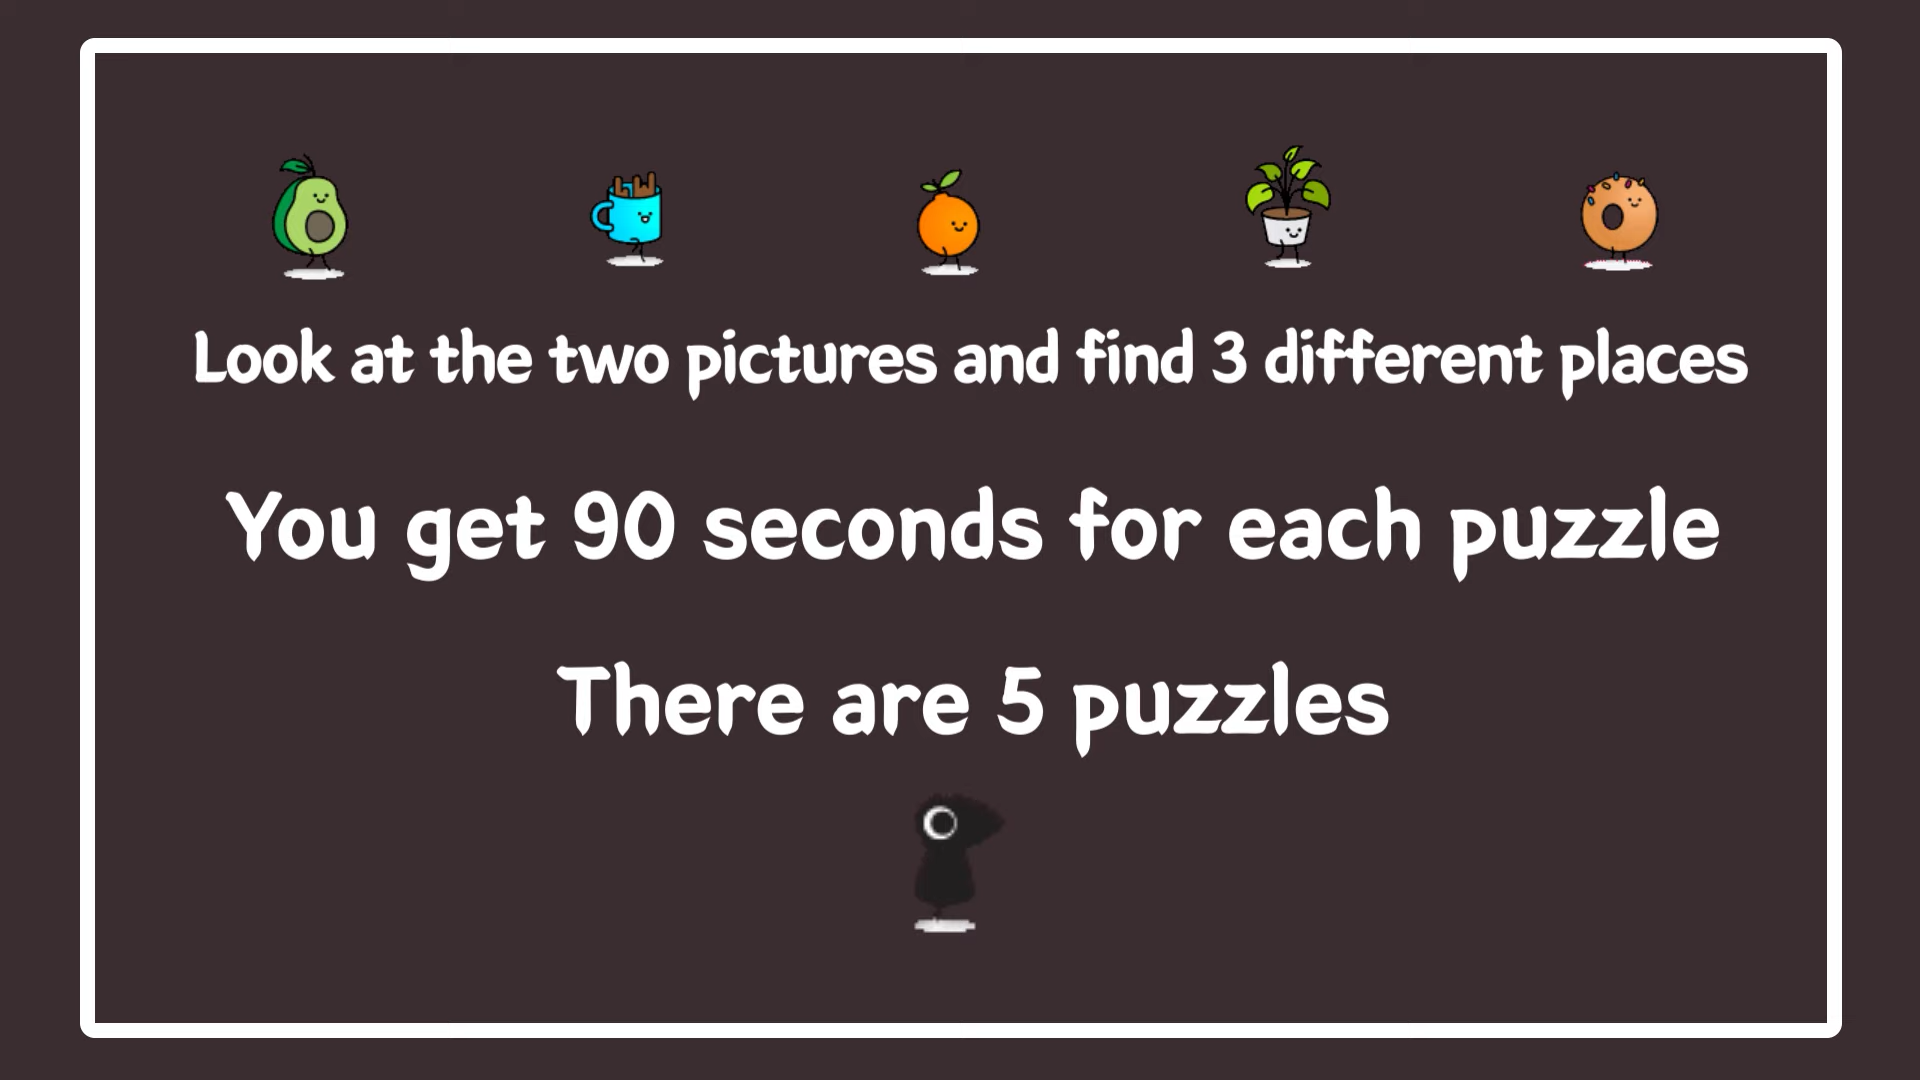 Look at the two pictures and find 3 different places
You get 90 seconds for each puzzle
There are 5 puzzles